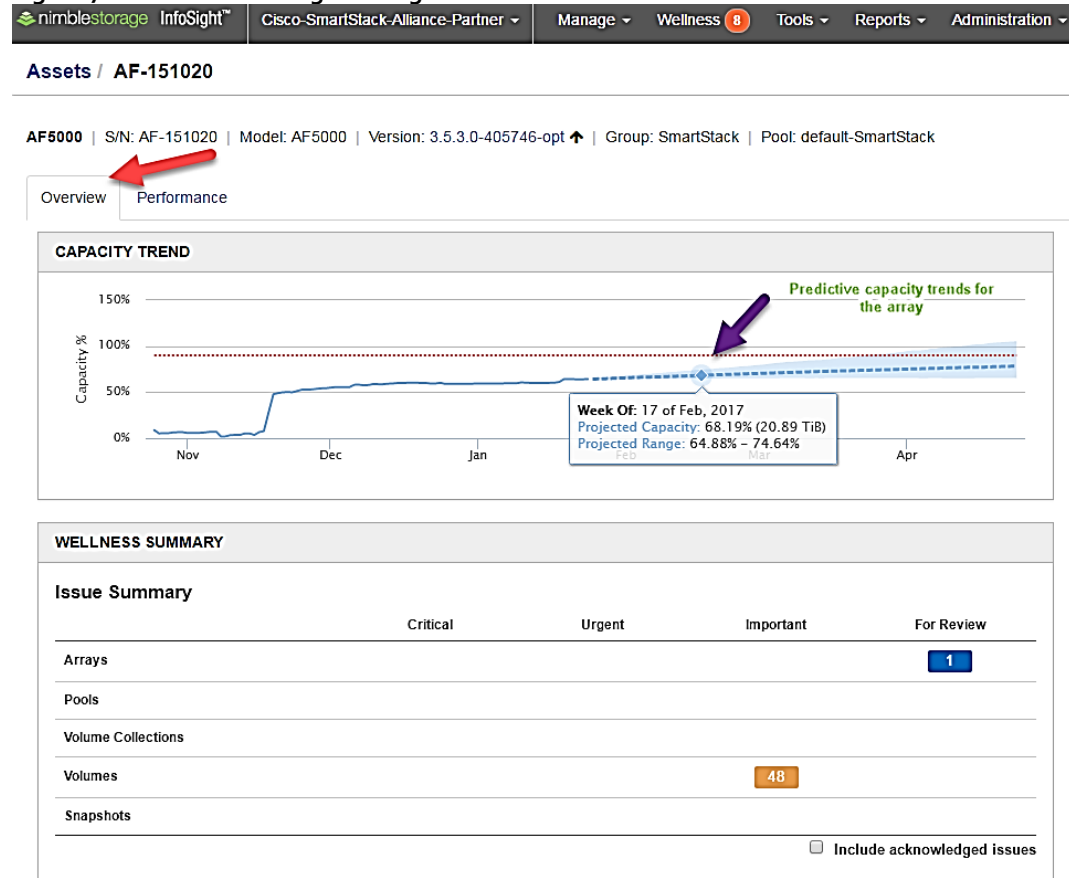 nimblestorage InfoSight™ Cisco-SmartStack-Alliance-Partner Manage Wellness 8 Tools Reports Administration
Assets / AF-151020
AF5000 | S/N: AF-151020 | Model: AF5000 | Version: 3.5.3.0-405746-opt | Group: SmartStack | Pool: default-SmartStack
Overview Performance
CAPACITY TREND
Predictive capacity trends for
the array
150%
100%
50%
0%
Capacity %
Week Of: 17 of Feb, 2017
Projected Capacity: 68.19% (20.89 TiB)
Projected Range: 64.88% – 74.64%
Nov Dec Jan Feb Mar Apr
WELLNESS SUMMARY
Issue Summary
Critical Urgent Important For Review
Arrays 1
Pools
Volume Collections
Volumes 48
Snapshots
Include acknowledged issues